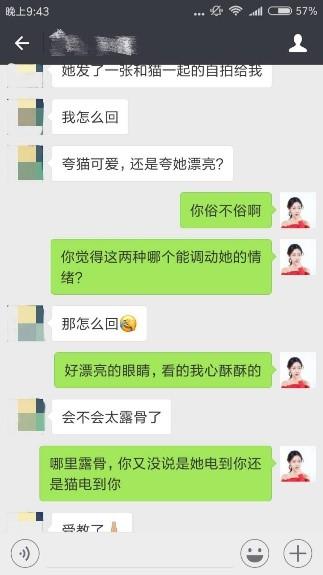 晚上9:43
57%
她发了一张和猫一起的自拍给我
我怎么回
夸猫可爱，还是夸她漂亮？
你俗不俗啊
你觉得这两种哪个能调动她的情
绪？
那怎么回😂
好漂亮的眼睛，看的我心酥酥的
会不会太露骨了
哪里露骨，你又没说是她电到你还
是猫电到你
受教了